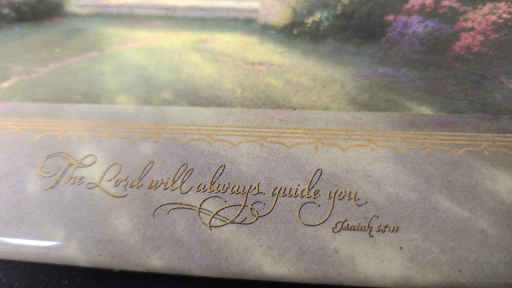 The Lord will always guide you
Isaiah 58:11